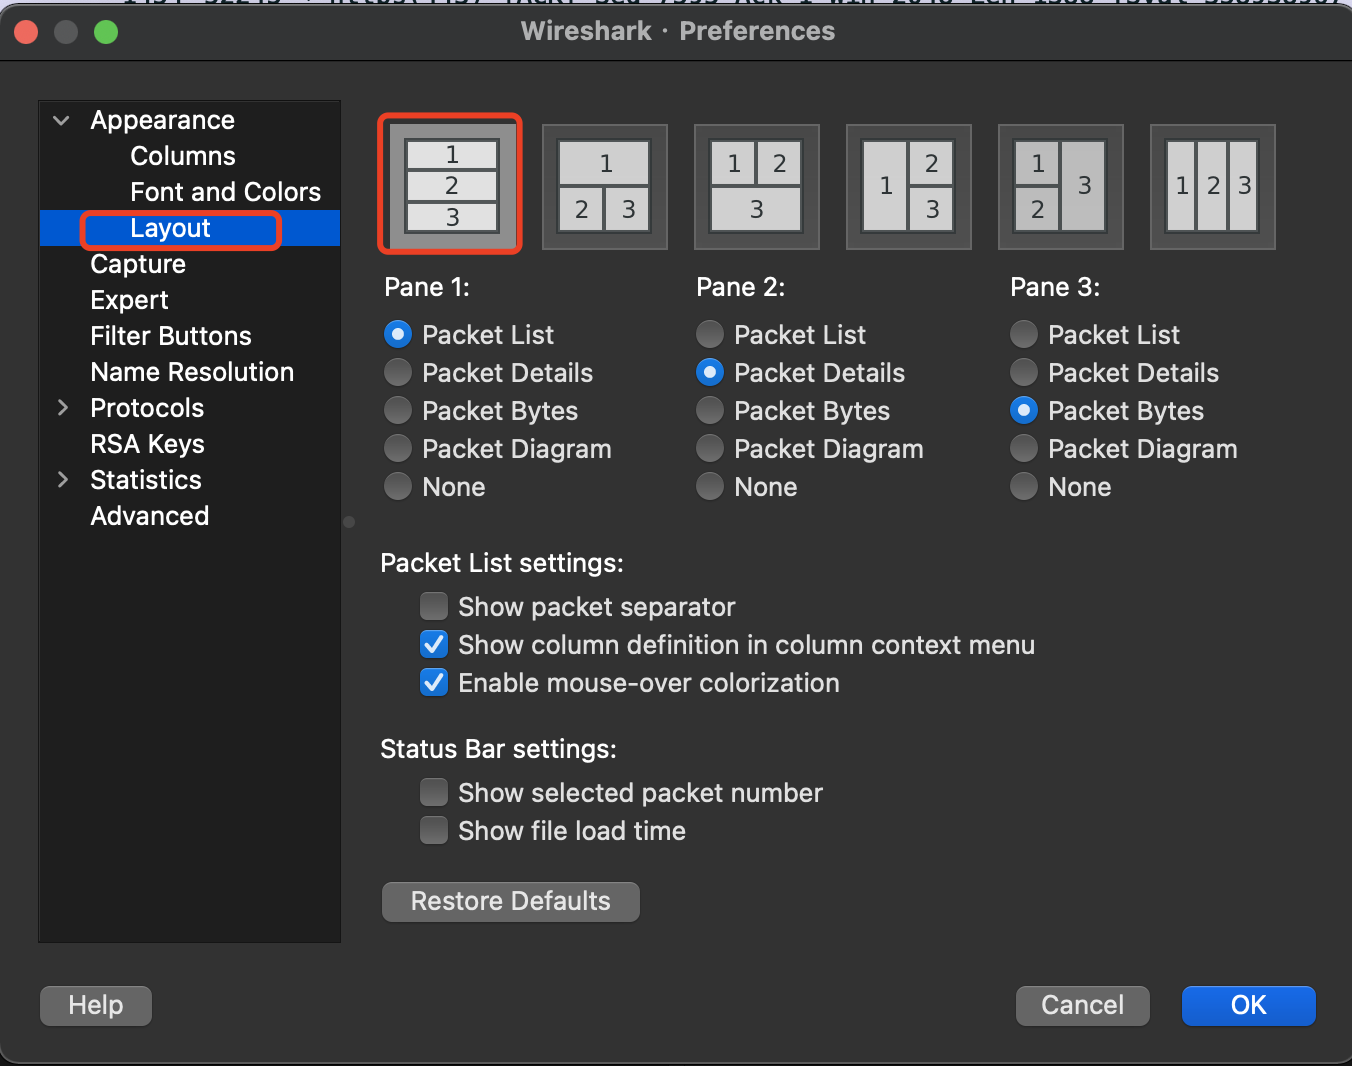 Wireshark · Preferences
Appearance
Columns
Font and Colors
Layout
Capture
Expert
Filter Buttons
Name Resolution
Protocols
RSA Keys
Statistics
Advanced
1
2
3
1
2 3
1 2
3
1
2
3
1
2
3
1 2 3
Pane 1:
Packet List
Packet Details
Packet Bytes
Packet Diagram
None
Pane 2:
Packet List
Packet Details
Packet Bytes
Packet Diagram
None
Pane 3:
Packet List
Packet Details
Packet Bytes
Packet Diagram
None
Packet List settings:
Show packet separator
Show column definition in column context menu
Enable mouse-over colorization
Status Bar settings:
Show selected packet number
Show file load time
Restore Defaults
Help
Cancel
OK